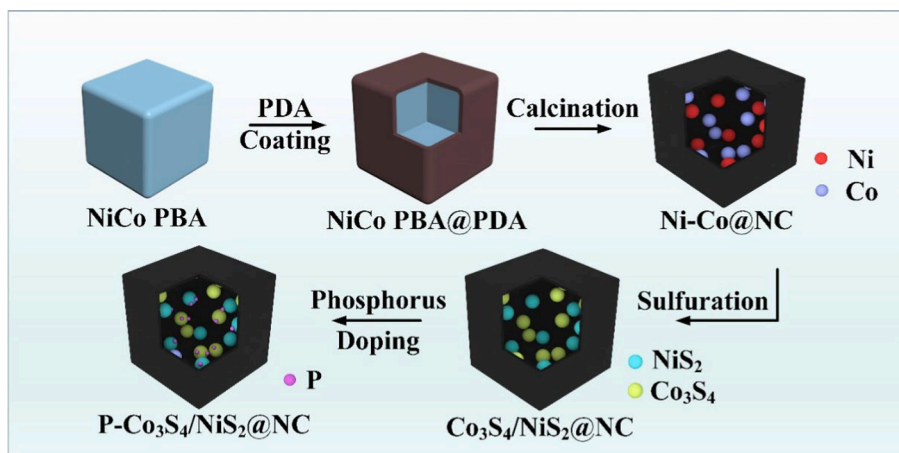 PDA
Coating
Calcination
NiCo PBA
NiCo PBA@PDA
Ni
Co
Ni-Co@NC
Sulfuration
Phosphorus
Doping
NiS₂
Co₃S₄
P
P-Co₃S₄/NiS₂@NC
Co₃S₄/NiS₂@NC